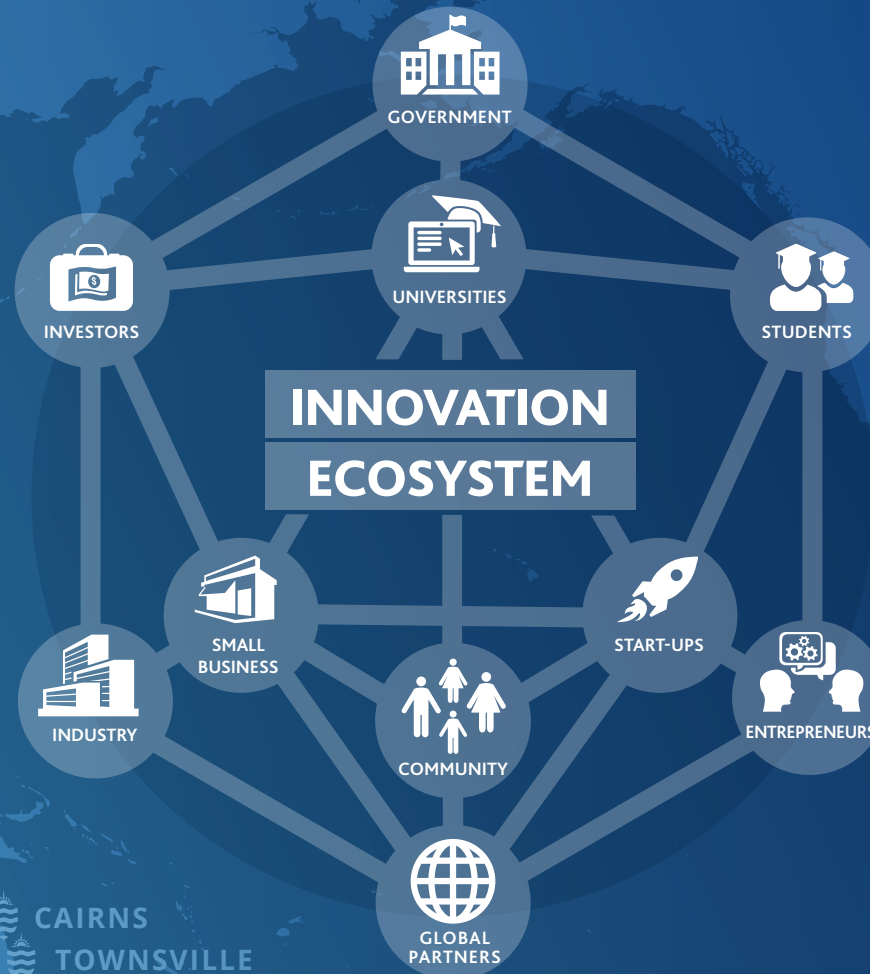 GOVERNMENT
UNIVERSITIES
INVESTORS
STUDENTS
INNOVATION
ECOSYSTEM
SMALL
BUSINESS
START-UPS
INDUSTRY
ENTREPRENEURS
COMMUNITY
GLOBAL
PARTNERS
CAIRNS
TOWNSVILLE